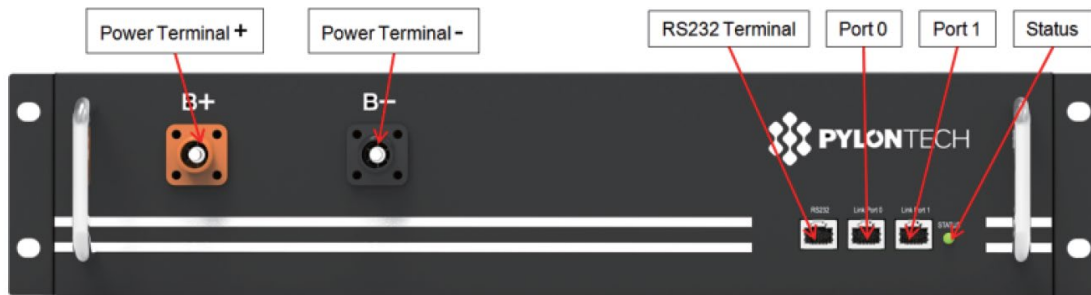 Power Terminal +
Power Terminal -
RS232 Terminal
Port 0
Port 1
Status
B+
B-
PYLONTECH
RS232
Link Port 0
Link Port 1
STATUS